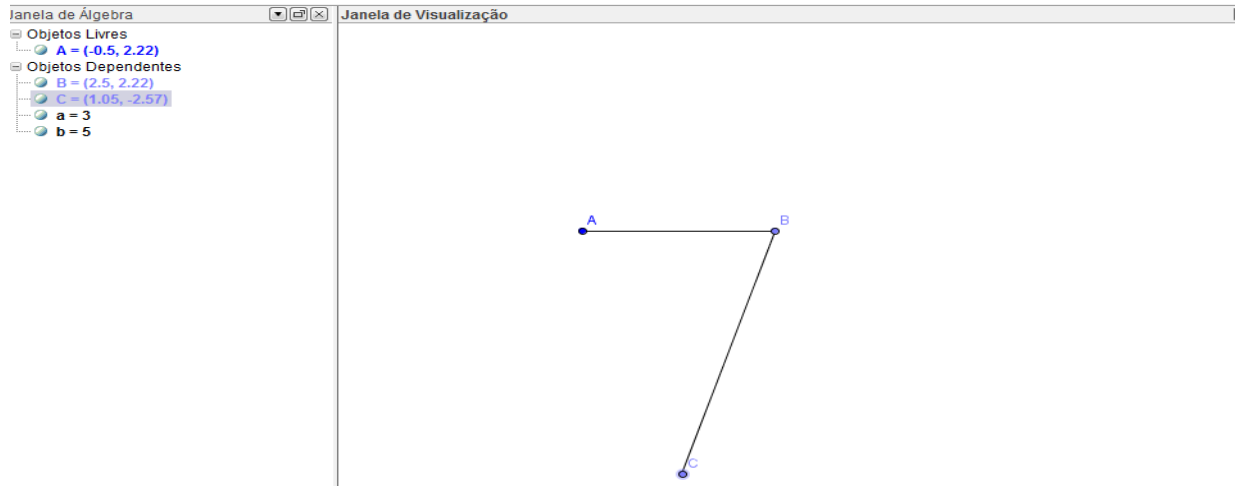 Janela de Álgebra
Objetos Livres
A = (-0.5, 2.22)
Objetos Dependentes
B = (2.5, 2.22)
C = (1.05, -2.57)
a = 3
b = 5
Janela de Visualização
A
B
C